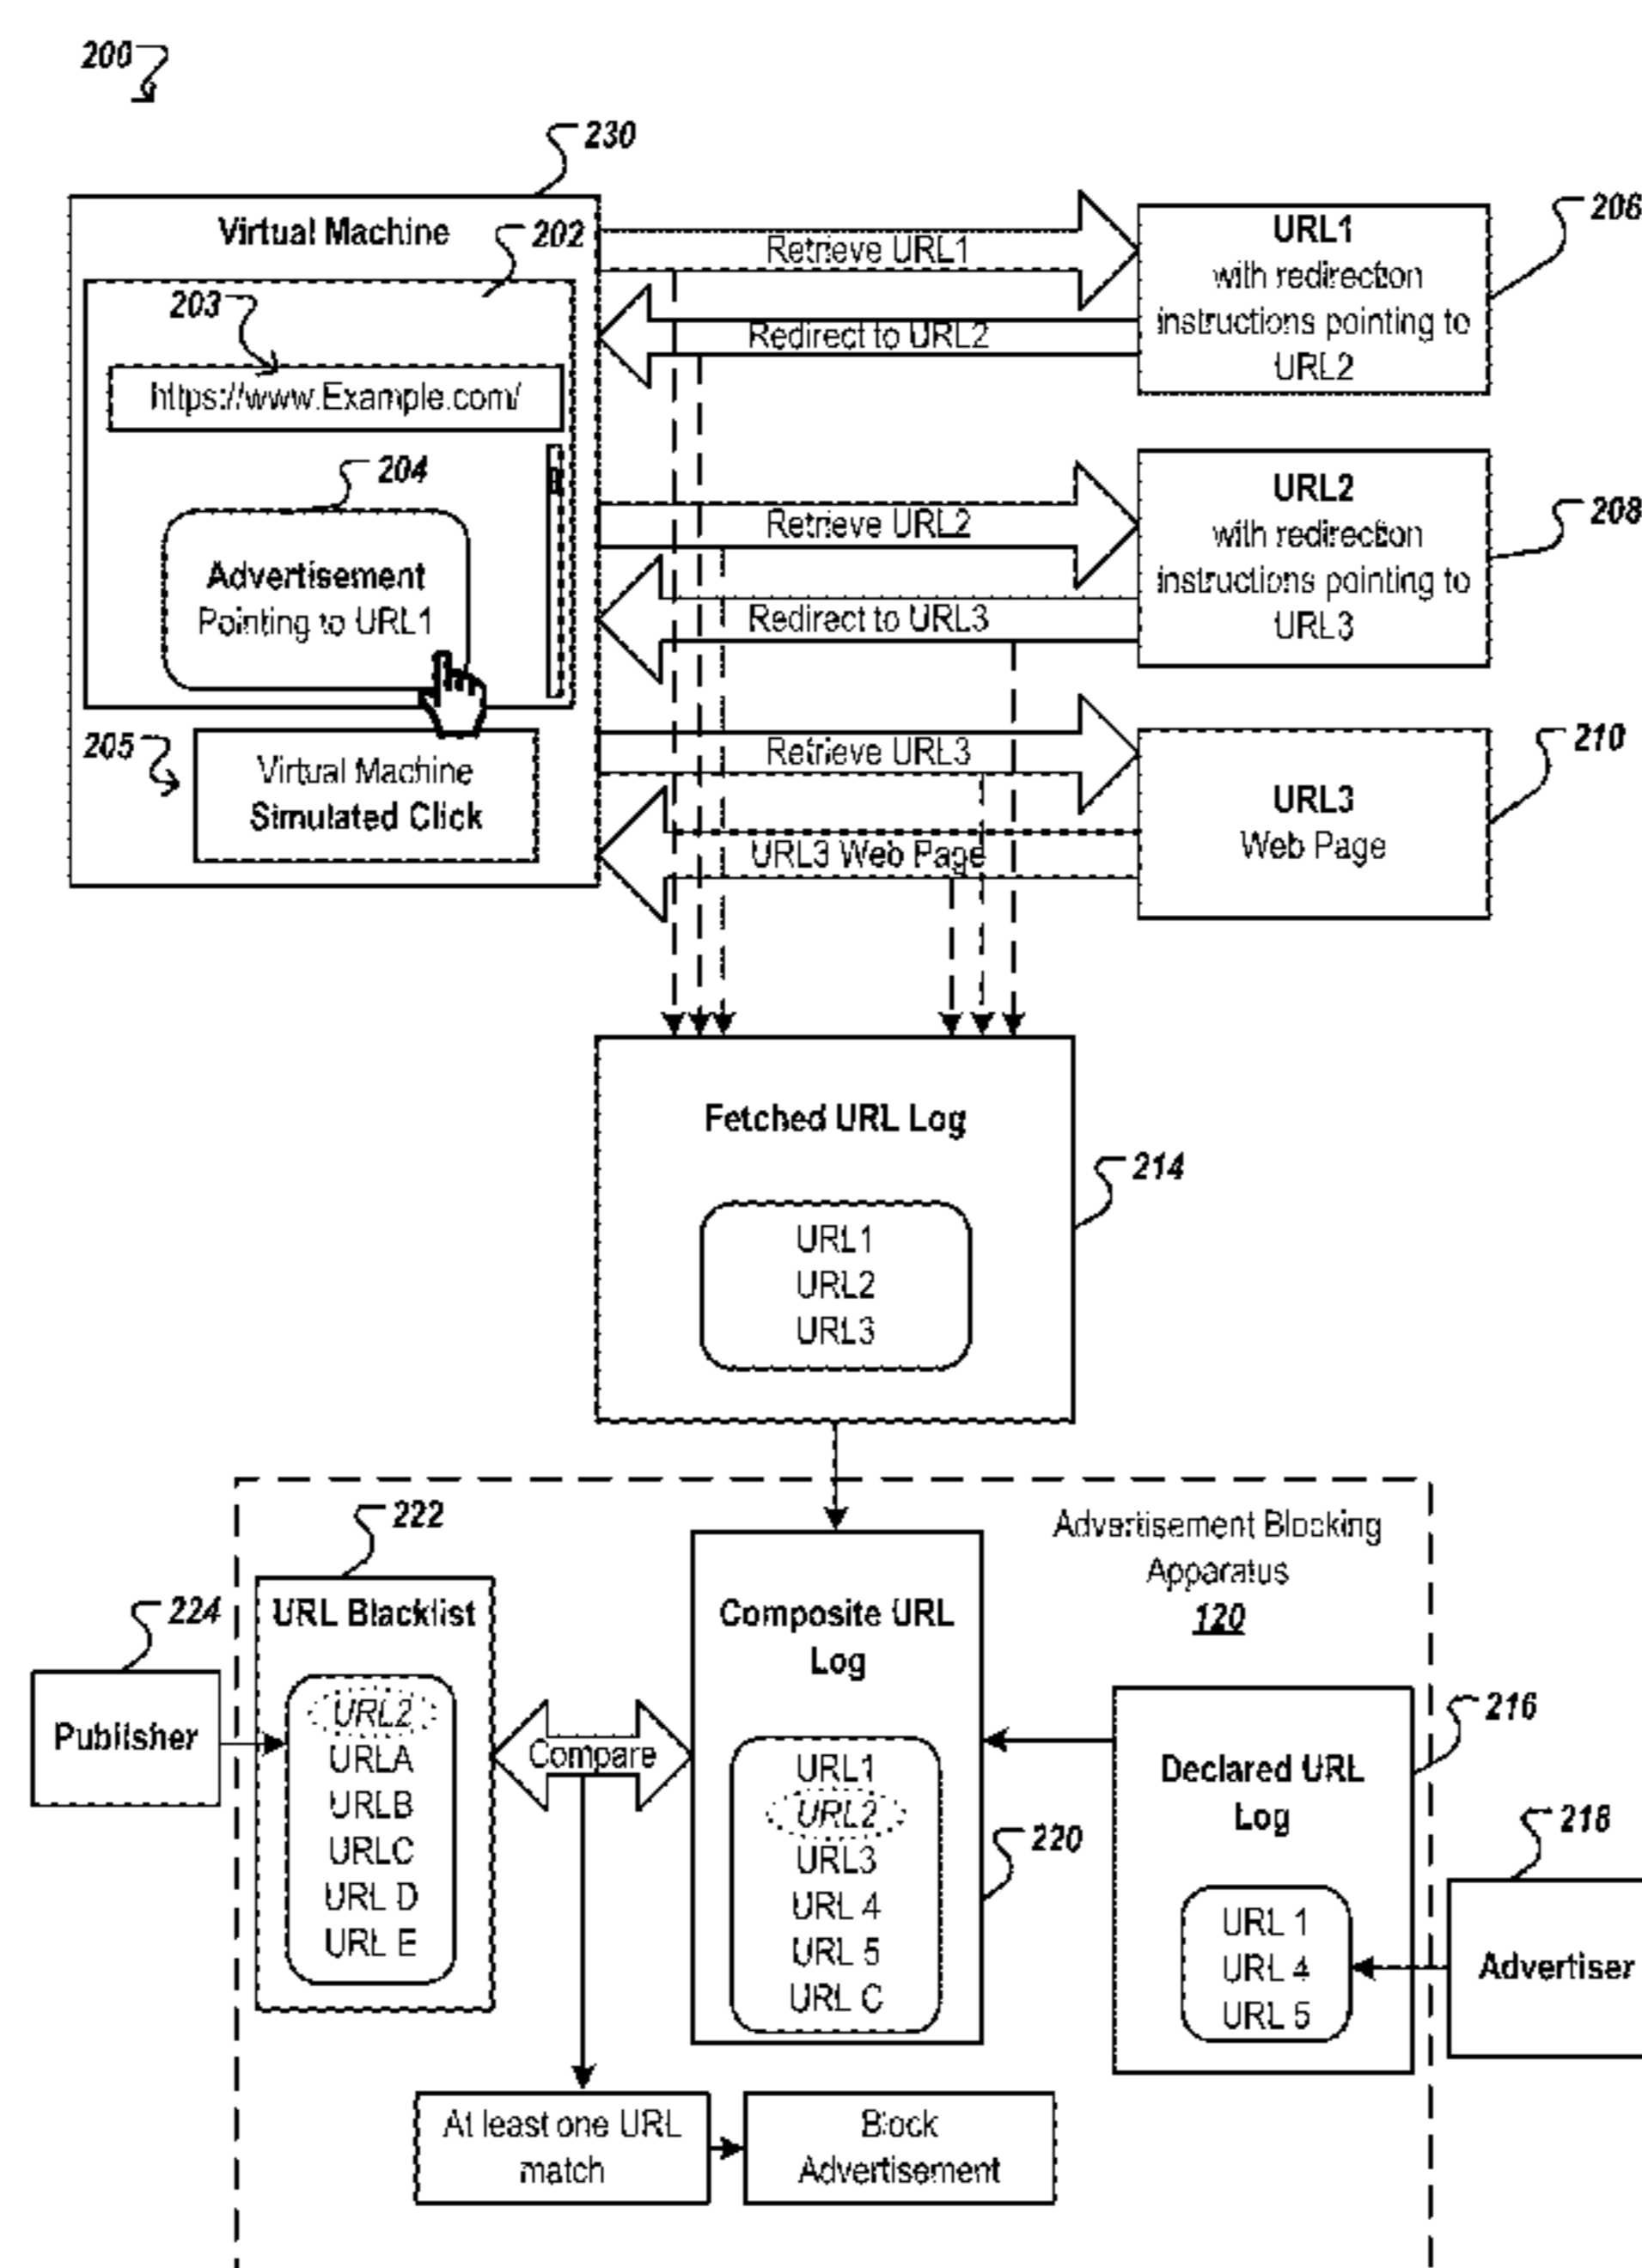 200
230
Virtual Machine
202
203
https://www.Example.com/
204
Advertisement
Pointing to URL1
205
Virtual Machine
Simulated Click
Retrieve URL1
Redirect to URL2
Retrieve URL2
Redirect to URL3
Retrieve URL3
URL3 Web Page
206
URL1
with redirection
instructions pointing to
URL2
208
URL2
with redirection
instructions pointing to
URL3
210
URL3
Web Page
Fetched URL Log
214
URL1
URL2
URL3
Advertisement Blocking
Apparatus
120
222
URL Blacklist
224
Publisher
URL2
URLA
URLB
URLC
URL D
URL E
Compare
Composite URL
Log
URL1
URL2
URL3
URL 4
URL 5
URL C
220
216
Declared URL
Log
URL 1
URL 4
URL 5
218
Advertiser
At least one URL
match
Block
Advertisement